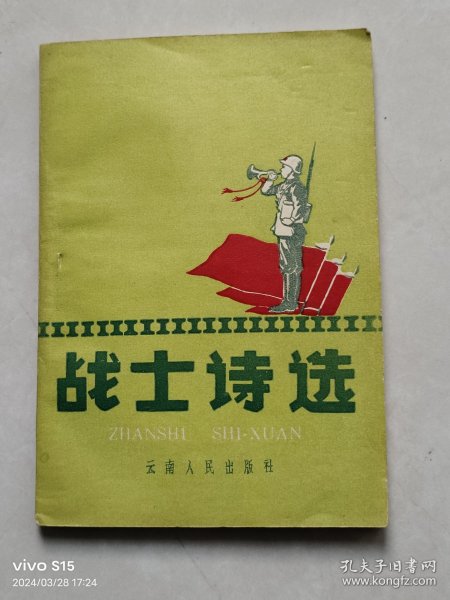 战士诗选
ZHANSHI SHI-XUAN
云南人民出版社
vivo S15
2024/03/28 17:24
孔夫子旧书网
www.kongfz.com